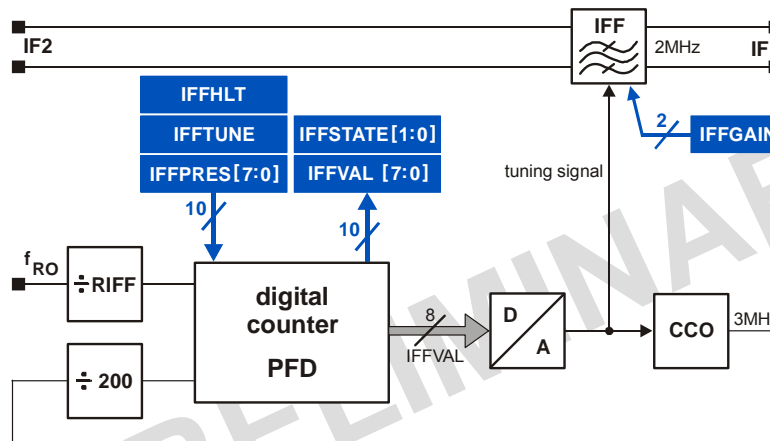 IFF
IF2
2MHz
IF
IFFHLT
IFFTUNE
IFFSTATE[1:0]
IFFPRES[7:0]
IFFVAL [7:0]
2
IFFGAIN
tuning signal
10
10
fRO
÷ RIFF
digital
counter
PFD
8
IFFVAL
D
A
CCO
3MH
÷ 200
PRELIMINAR